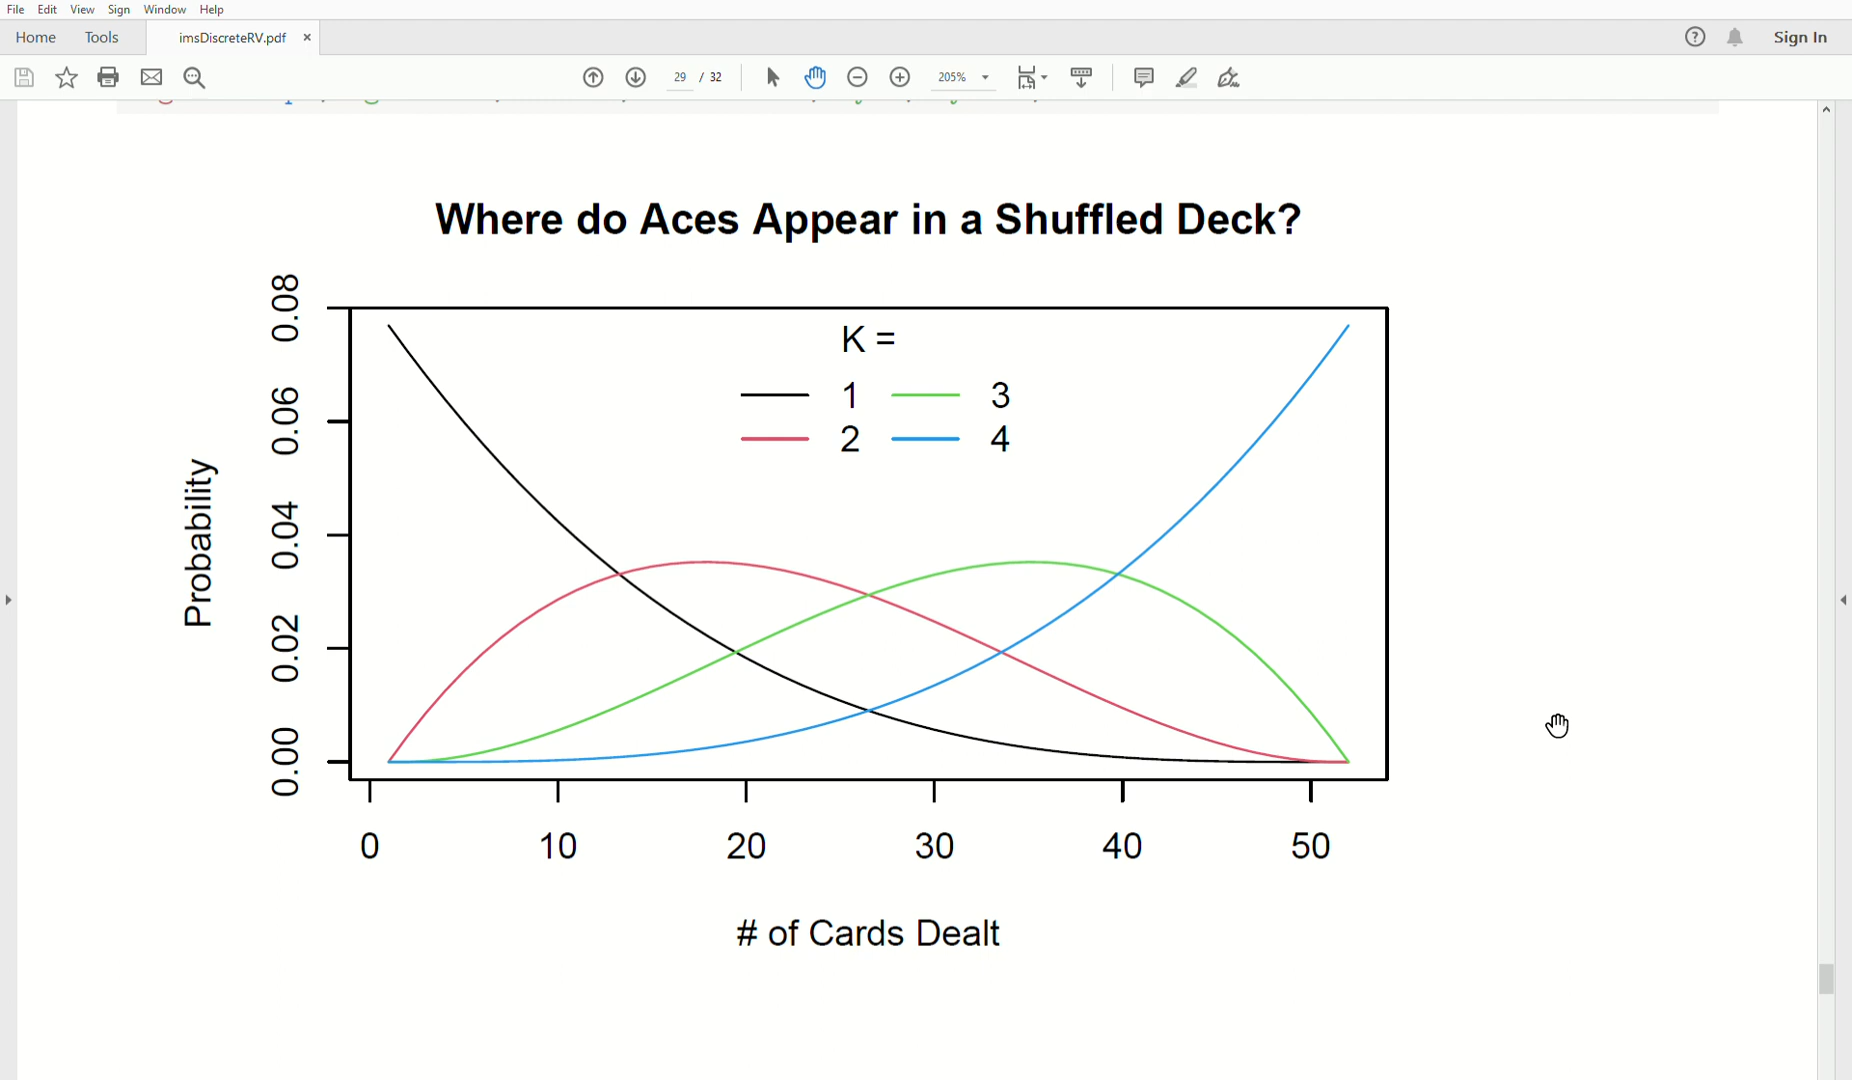 File Edit View Sign Window Help
Home Tools imsDiscreteRV.pdf × Sign In
29 / 32 205%
Where do Aces Appear in a Shuffled Deck?
K =
1 3
2 4
Probability
0.08
0.06
0.04
0.02
0.00
0 10 20 30 40 50
# of Cards Dealt